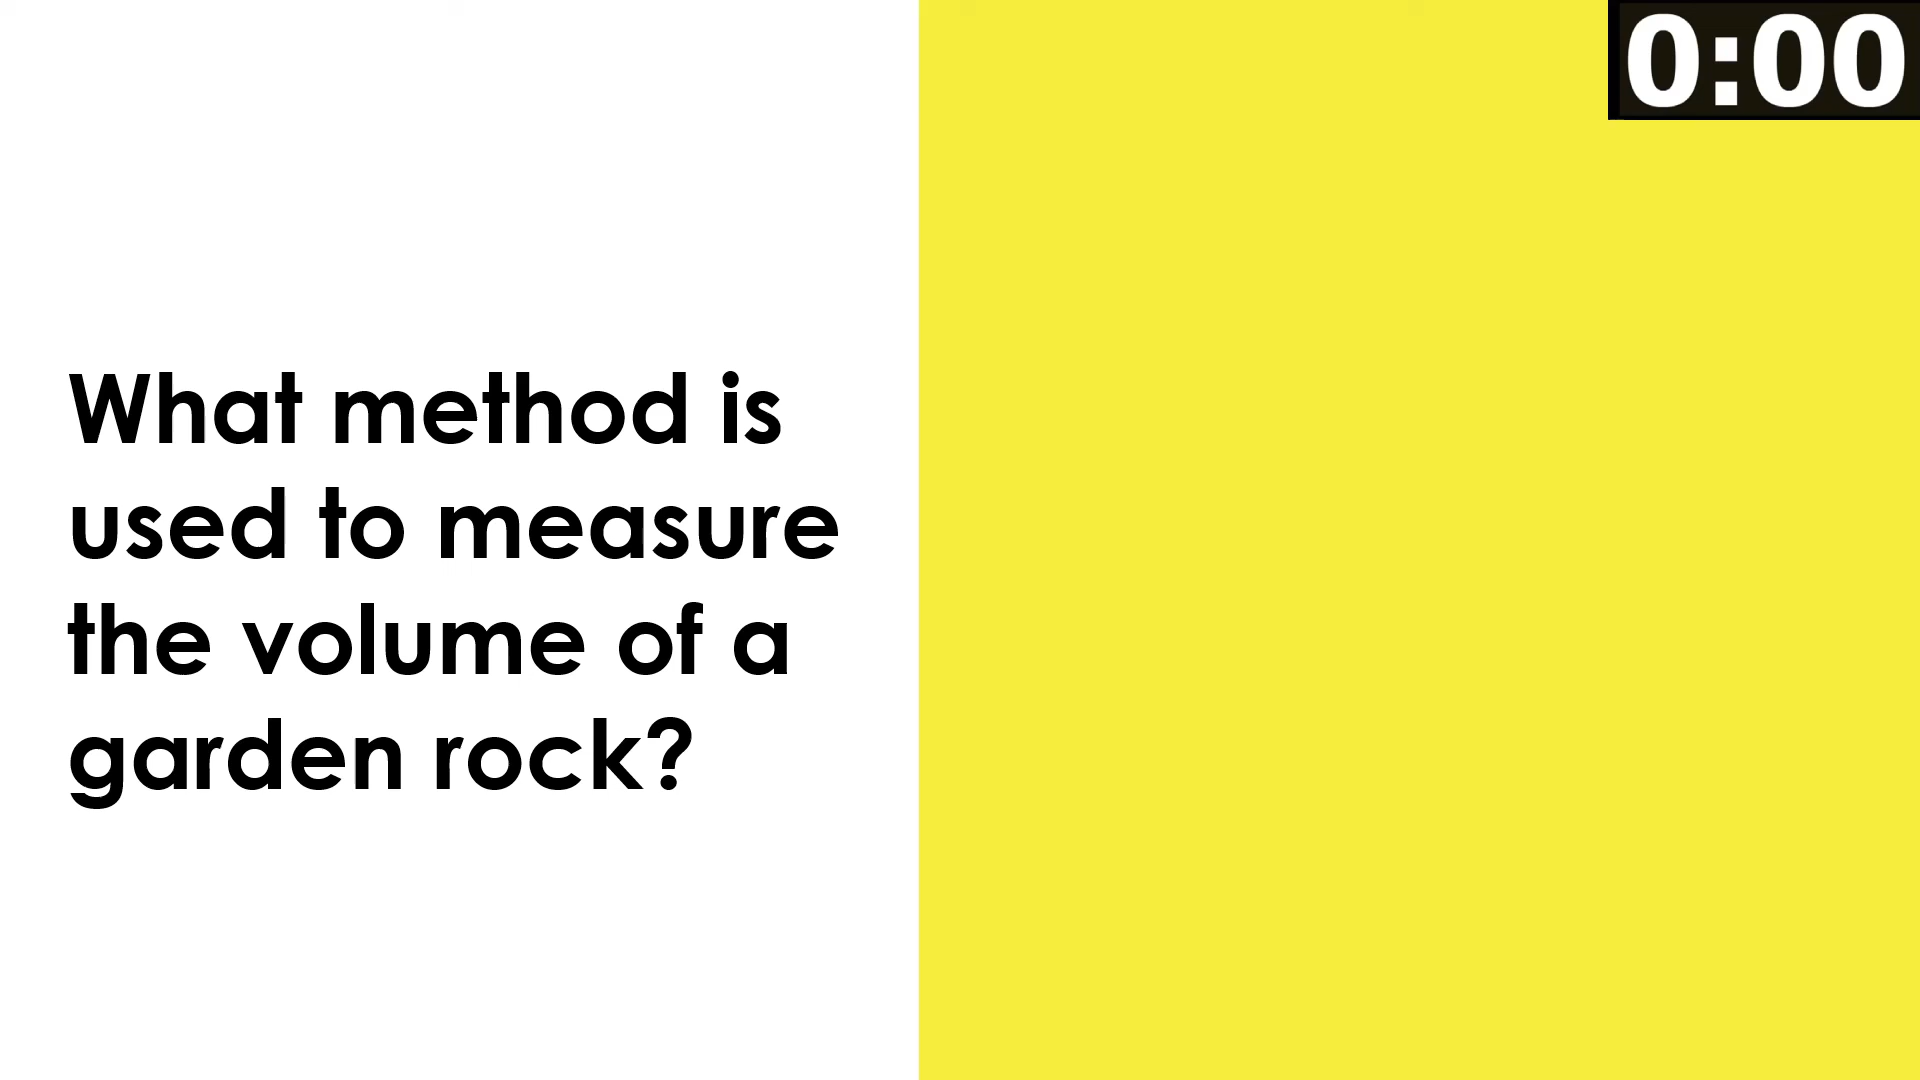 0:00
What method is
used to measure
the volume of a
garden rock?